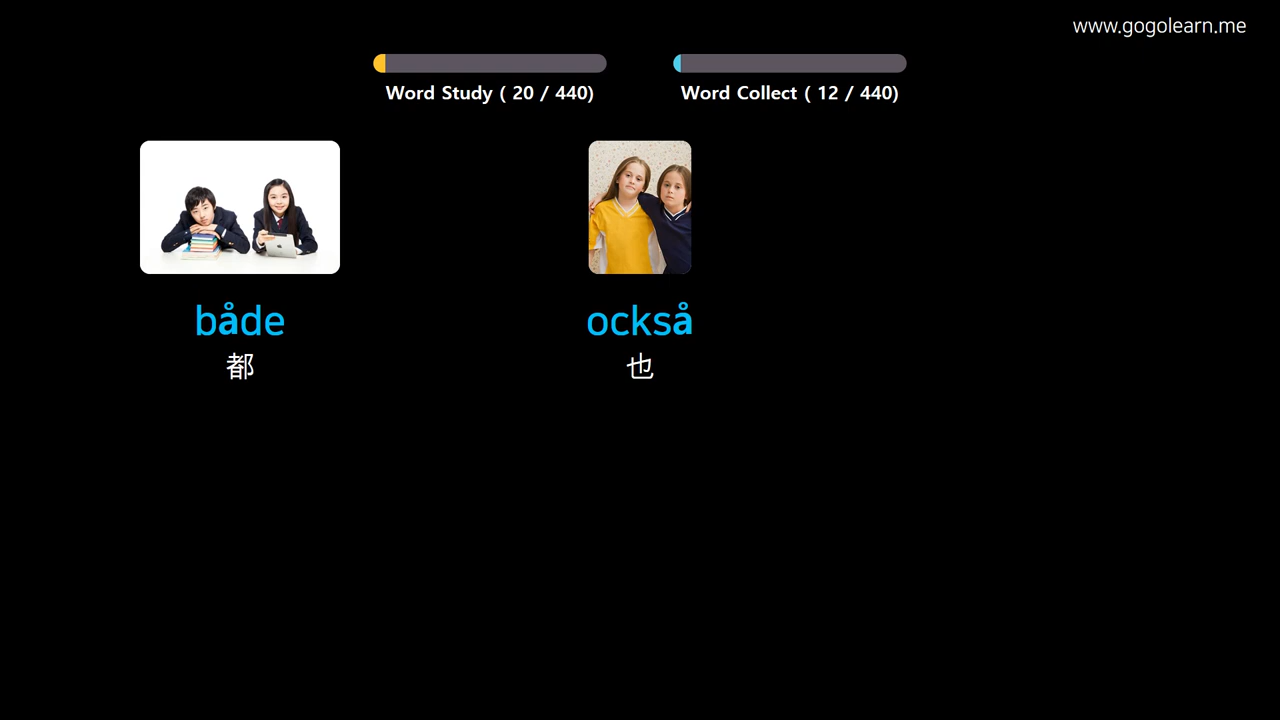 www.gogolearn.me
Word Study ( 20 / 440)
Word Collect ( 12 / 440)
både
都
också
也